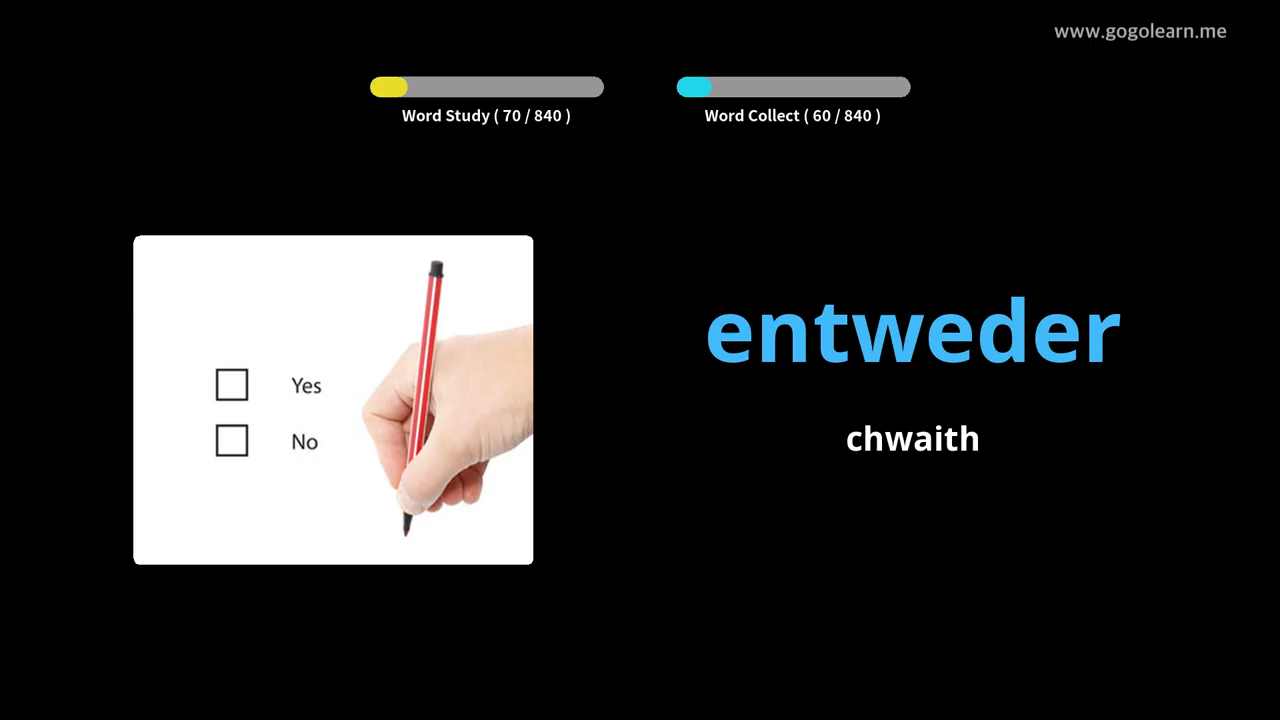 www.gogolearn.me
Word Study ( 70 / 840 )
Word Collect ( 60 / 840 )
Yes
No
entweder
chwaith